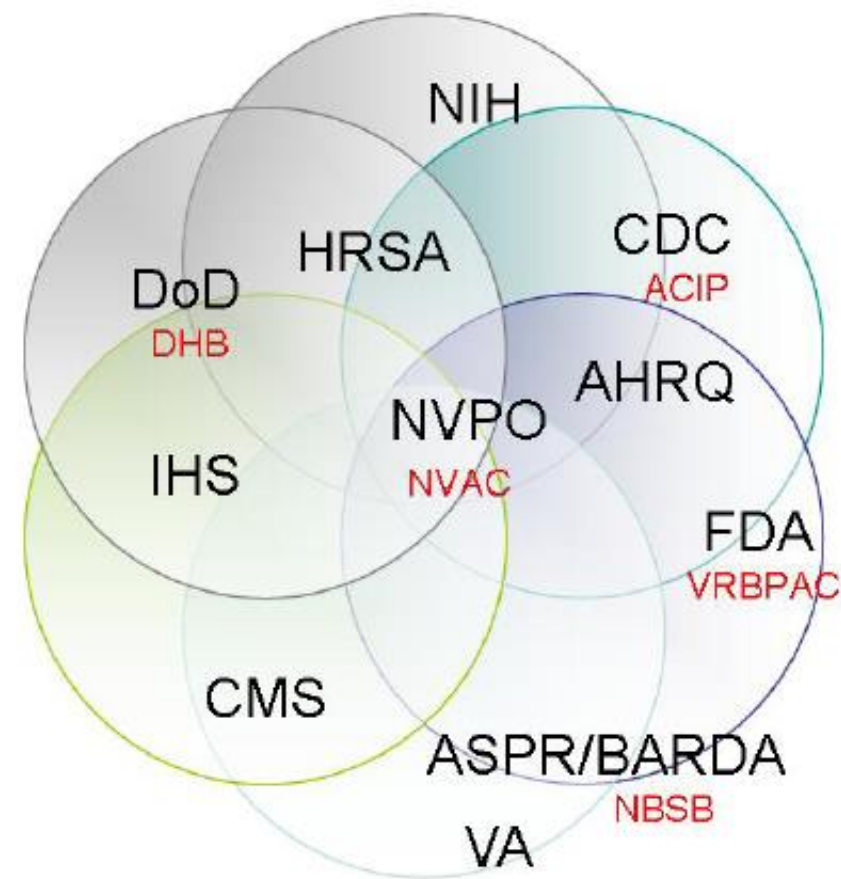 NIH
CDC
ACIP
HRSA
DoD
DHB
AHRQ
NVPO
NVAC
IHS
FDA
VRBPAC
CMS
ASPR/BARDA
NBSB
VA